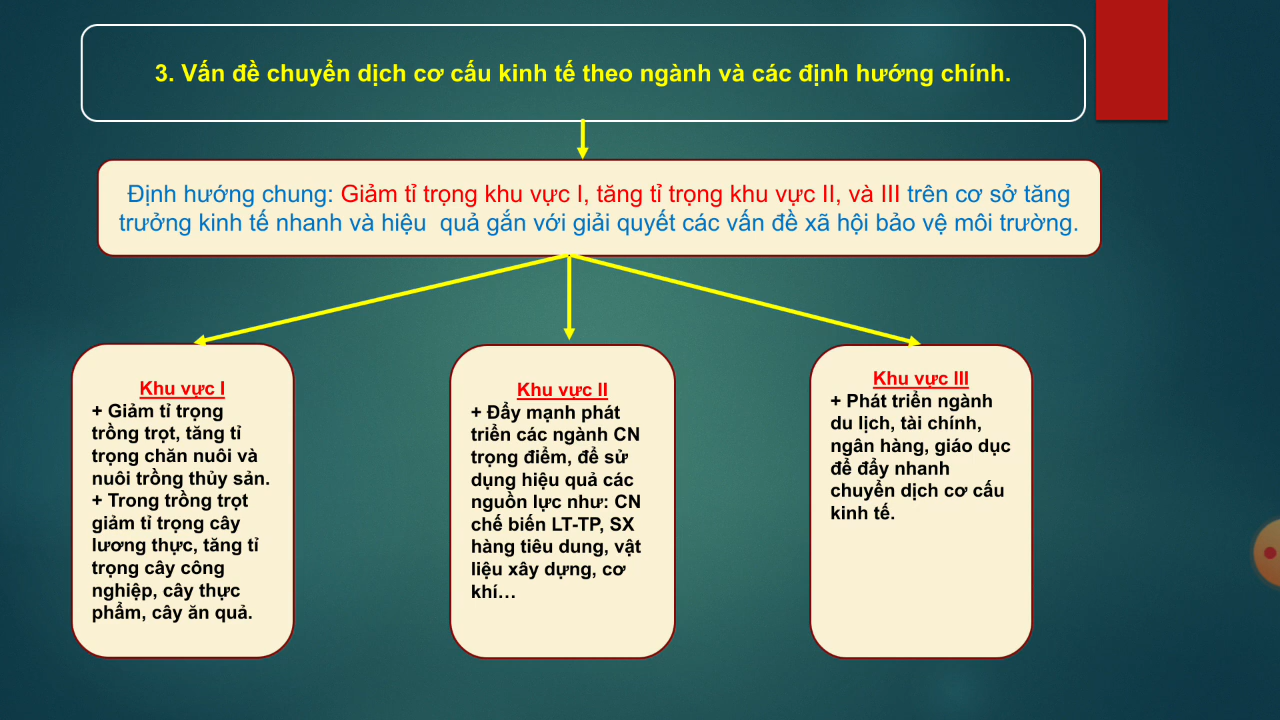 3. Vấn đề chuyển dịch cơ cấu kinh tế theo ngành và các định hướng chính.
Định hướng chung: Giảm tỉ trọng khu vực I, tăng tỉ trọng khu vực II, và III trên cơ sở tăng
trưởng kinh tế nhanh và hiệu quả gắn với giải quyết các vấn đề xã hội bảo vệ môi trường.
Khu vực I
+ Giảm tỉ trọng
trồng trọt, tăng tỉ
trọng chăn nuôi và
nuôi trồng thủy sản.
+ Trong trồng trọt
giảm tỉ trọng cây
lương thực, tăng tỉ
trọng cây công
nghiệp, cây thực
phẩm, cây ăn quả.
Khu vực II
+ Đẩy mạnh phát
triển các ngành CN
trọng điểm, để sử
dụng hiệu quả các
nguồn lực như: CN
chế biến LT-TP, SX
hàng tiêu dung, vật
liệu xây dựng, cơ
khí…
Khu vực III
+ Phát triển ngành
du lịch, tài chính,
ngân hàng, giáo dục
để đẩy nhanh
chuyển dịch cơ cấu
kinh tế.